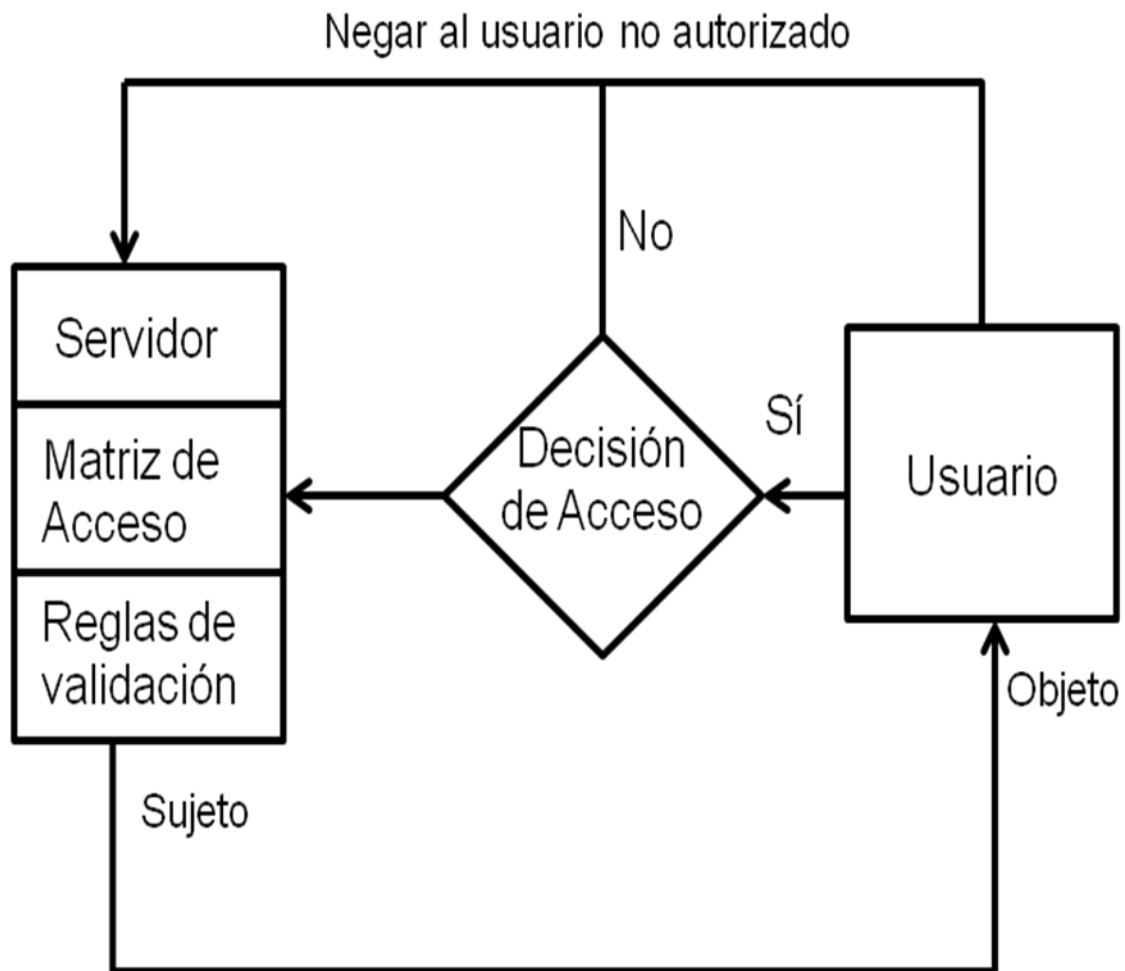 Negar al usuario no autorizado
No
Servidor
Matriz de
Acceso
Reglas de
validación
Decisión
de Acceso
Sí
Usuario
Objeto
Sujeto